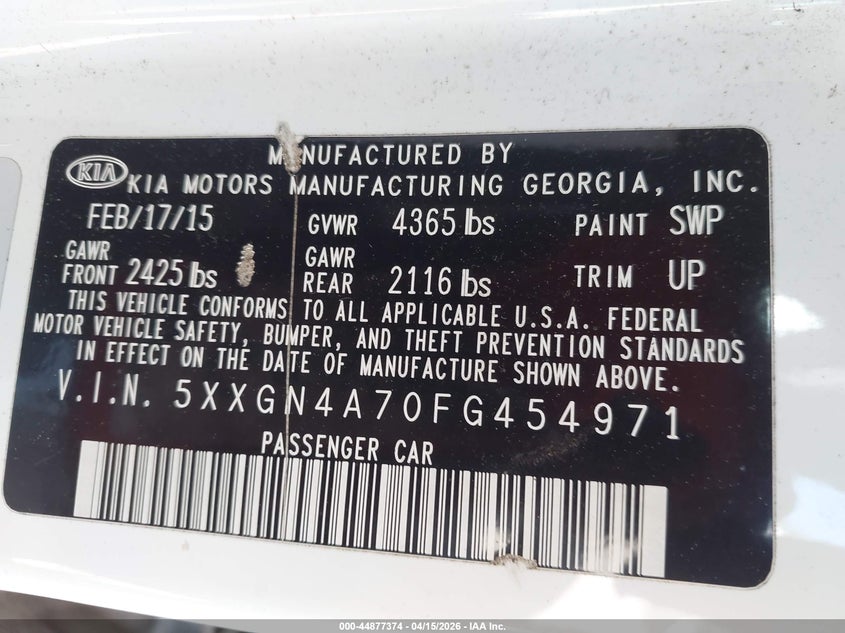 MANUFACTURED BY
KIA KIA MOTORS MANUFACTURING GEORGIA, INC.
FEB/17/15 GVWR 4365 lbs PAINT SWP
GAWR FRONT 2425 lbs GAWR REAR 2116 lbs TRIM UP
THIS VEHICLE CONFORMS TO ALL APPLICABLE U.S.A. FEDERAL
MOTOR VEHICLE SAFETY, BUMPER, AND THEFT PREVENTION STANDARDS
IN EFFECT ON THE DATE OF MANUFACTURE SHOWN ABOVE.
V.I.N. 5XXGN4A70FG454971
PASSENGER CAR
000-44877374 - 04/15/2026 - IAA Inc.